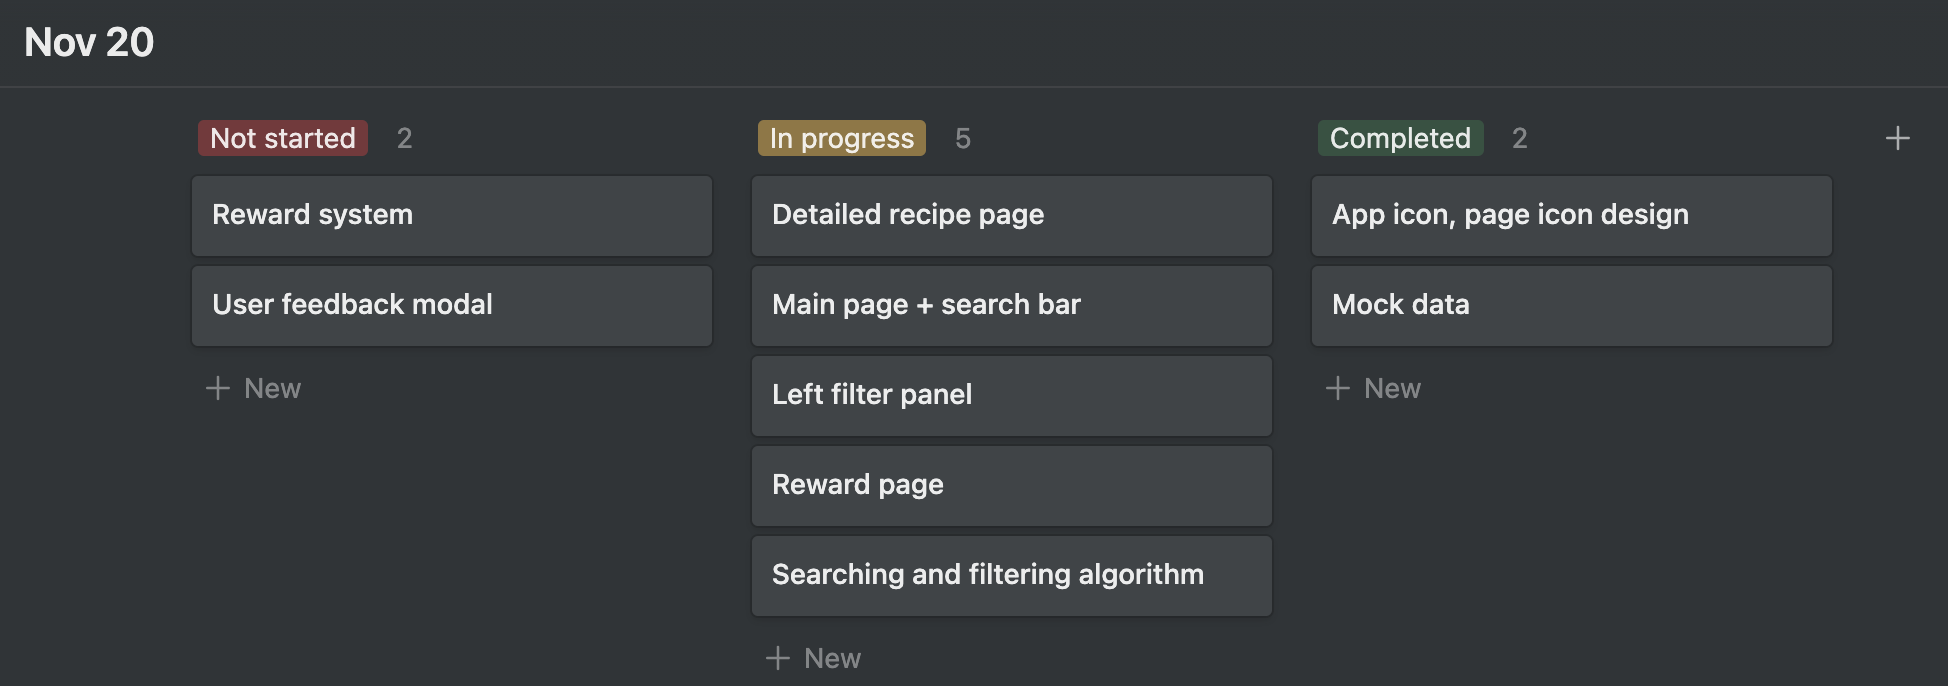 Nov 20
Not started 2
Reward system
User feedback modal
+ New
In progress 5
Detailed recipe page
Main page + search bar
Left filter panel
Reward page
Searching and filtering algorithm
+ New
Completed 2
App icon, page icon design
Mock data
+ New
+